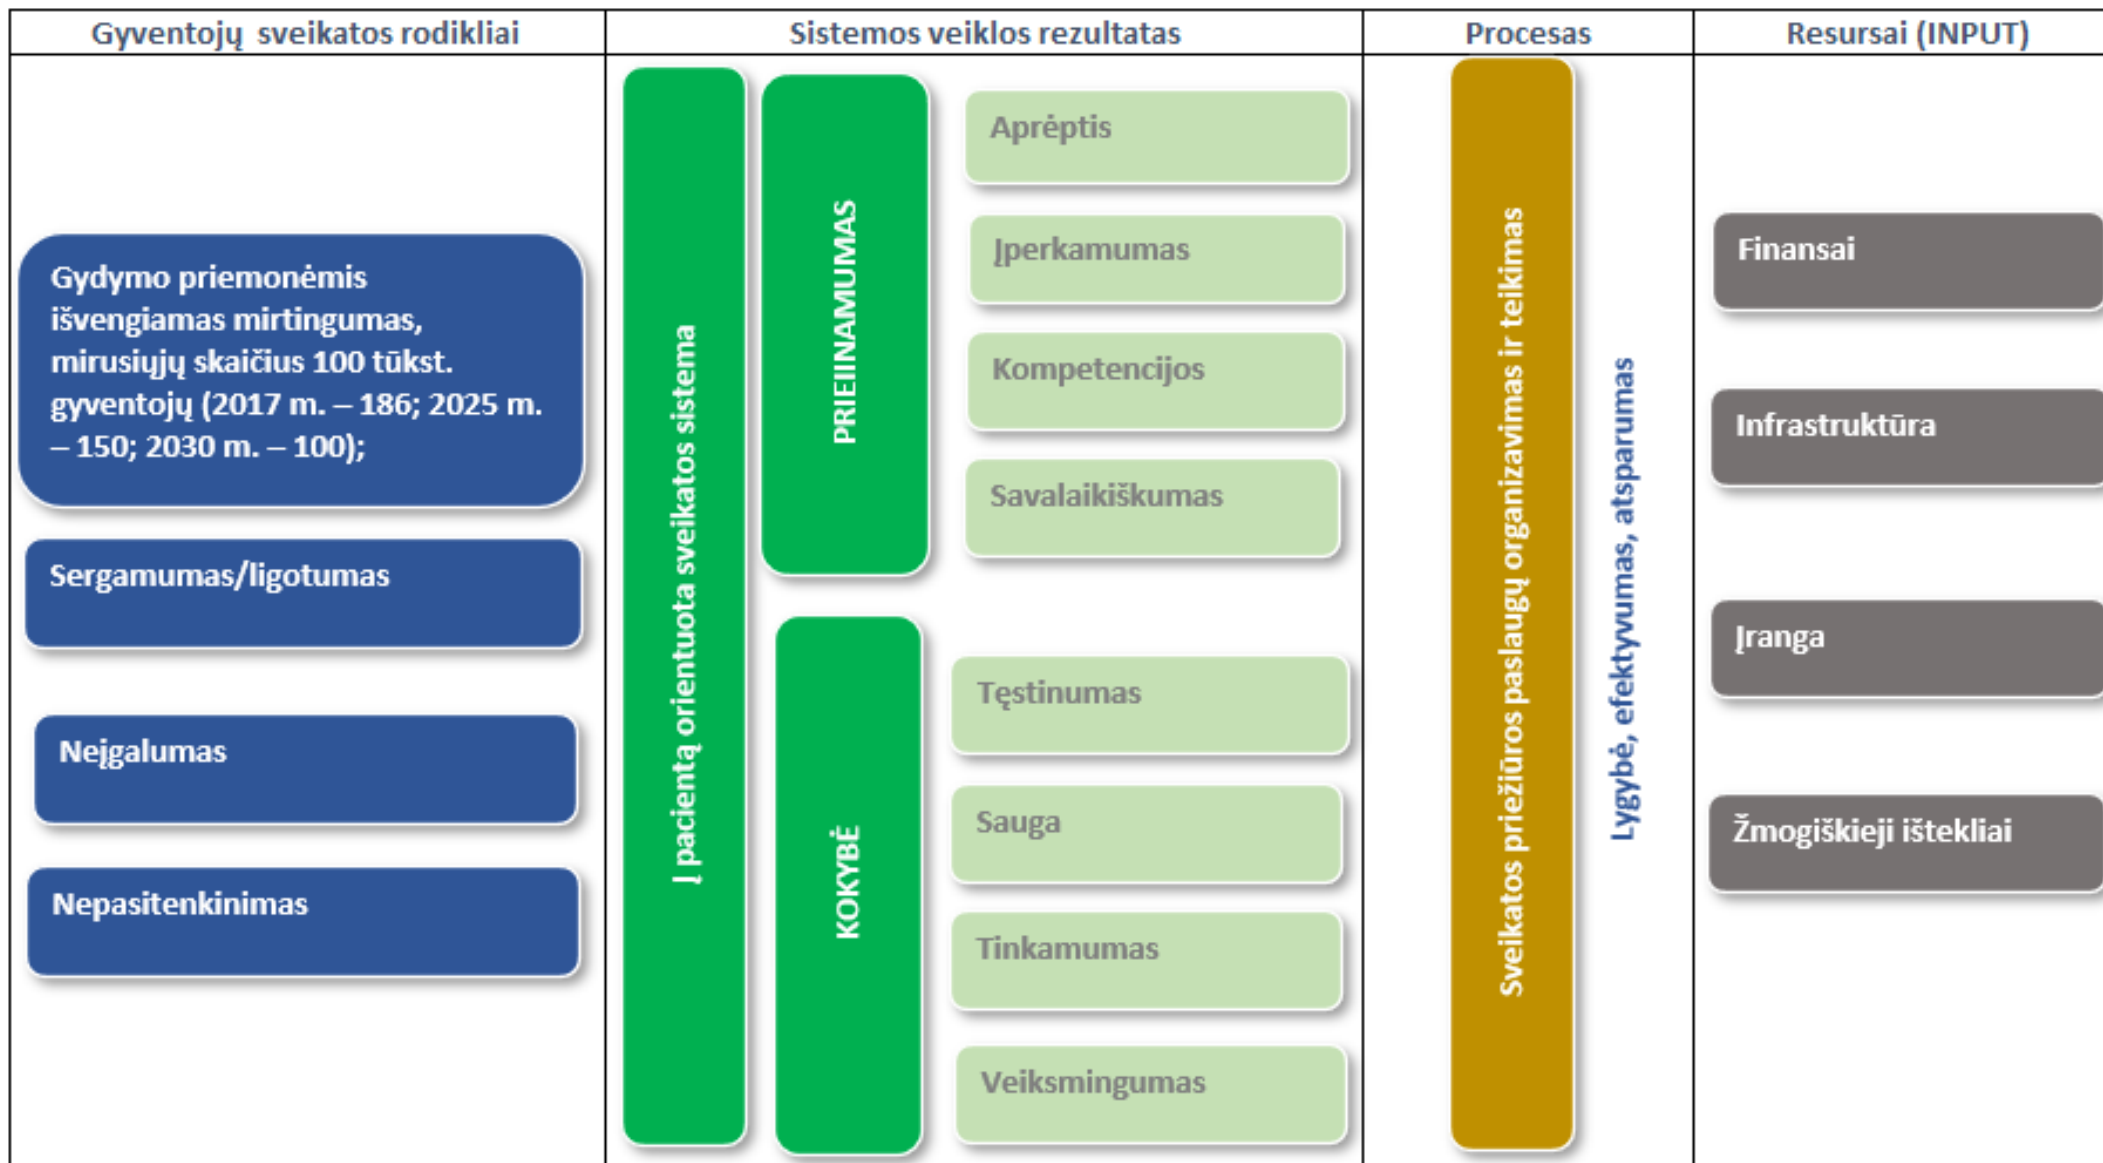 Gyventojų sveikatos rodikliai
Sistemos veiklos rezultatas
Procesas
Resursai (INPUT)
Gydymo priemonėmis
išvengiamas mirtingumas,
mirusiųjų skaičius 100 tūkst.
gyventojų (2017 m. – 186; 2025 m.
– 150; 2030 m. – 100);
Sergamumas/ligotumas
Neįgalumas
Nepasitenkinimas
Į pacientą orientuota sveikatos sistema
PRIEIINAMUMAS
Aprėptis
Įperkamumas
Kompetencijos
Savalaikiškumas
KOKYBĖ
Tęstinumas
Sauga
Tinkamumas
Veiksmingumas
Sveikatos priežiūros paslaugų organizavimas ir teikimas
Lygybė, efektyvumas, atsparumas
Finansai
Infrastruktūra
Įranga
Žmogiškieji ištekliai